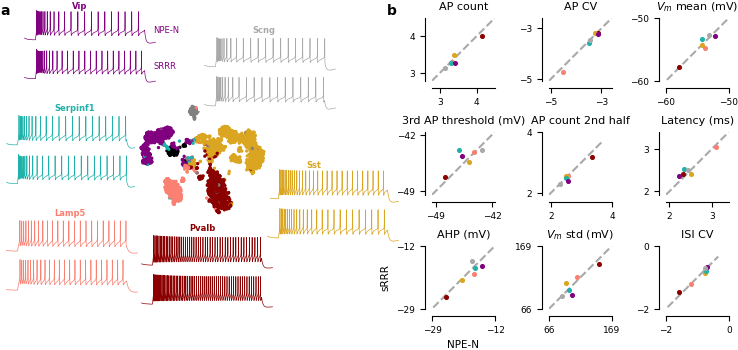 a
Vip
NPE-N
SRRR
Scng
Serpinf1
Sst
Lamp5
Pvalb
b
AP count
AP CV
Vm mean (mV)
4
3
3 4
-3
-5
-5 -3
-50
-60
-60 -50
3rd AP threshold (mV)
AP count 2nd half
Latency (ms)
-42
-49
-49 -42
4
2
2 4
3
2
2 3
AHP (mV)
Vm std (mV)
ISI CV
-12
-29
-29 -12
169
66
66 169
0
-2
-2 0
sRRR
NPE-N